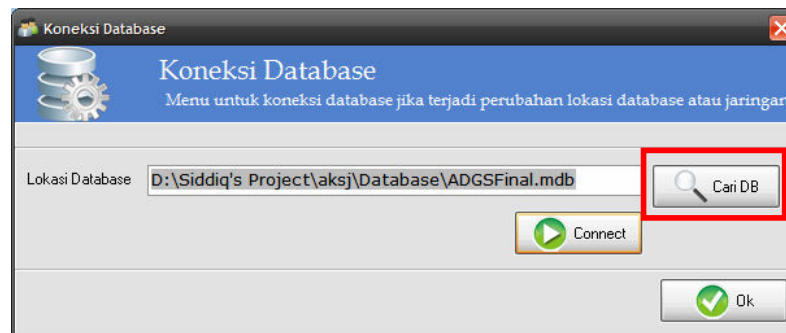 Koneksi Database
Koneksi Database
Menu untuk koneksi database jika terjadi perubahan lokasi database atau jaringan
Lokasi Database D:\Siddiq's Project\aksj\Database\ADGSFinal.mdb Cari DB
Connect
Ok